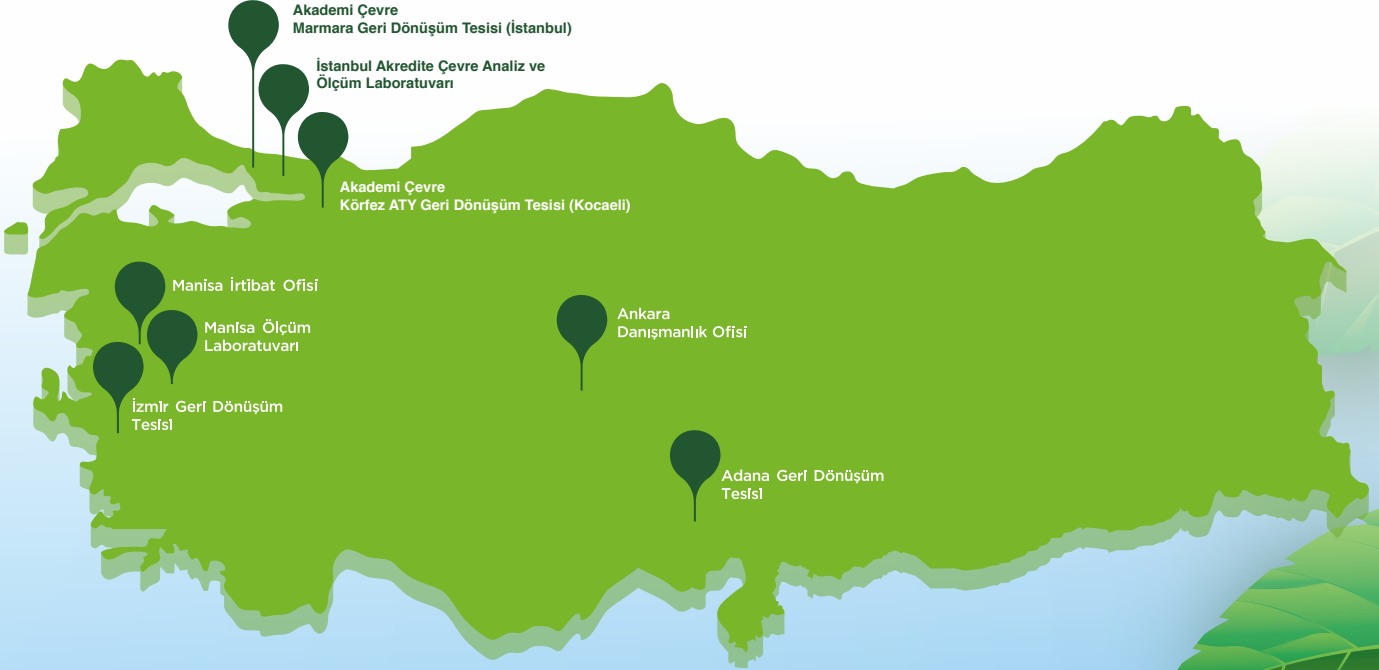 Akademi Çevre
Marmara Geri Dönüşüm Tesisi (İstanbul)
İstanbul Akredite Çevre Analiz ve
Ölçüm Laboratuvarı
Akademi Çevre
Körfez ATY Geri Dönüşüm Tesisi (Kocaeli)
Manisa İrtibat Ofisi
Manisa Ölçüm
Laboratuvarı
İzmir Geri Dönüşüm
Tesisi
Ankara
Danışmanlık Ofisi
Adana Geri Dönüşüm
Tesisi